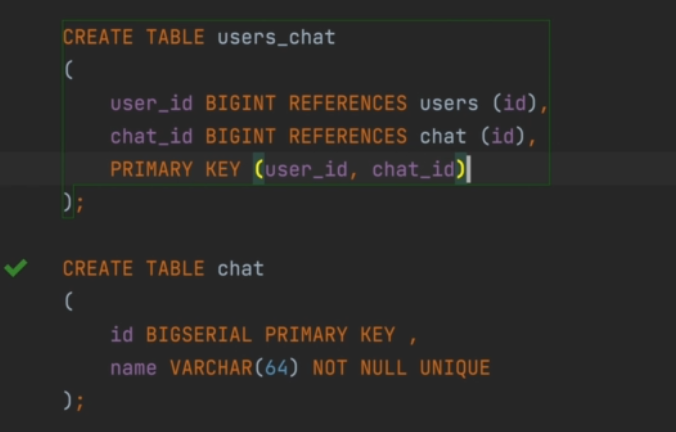 CREATE TABLE users_chat
(
    user_id BIGINT REFERENCES users (id),
    chat_id BIGINT REFERENCES chat (id),
    PRIMARY KEY (user_id, chat_id)
);
CREATE TABLE chat
(
    id BIGSERIAL PRIMARY KEY ,
    name VARCHAR(64) NOT NULL UNIQUE
);